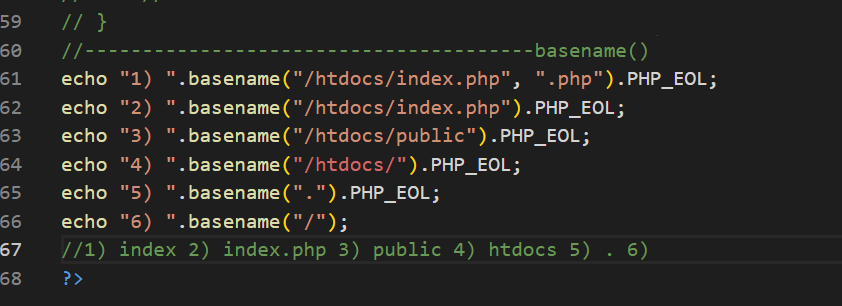 59 // }
60 //---------------------------------------basename()
61 echo "1) ".basename("/htdocs/index.php", ".php").PHP_EOL;
62 echo "2) ".basename("/htdocs/index.php").PHP_EOL;
63 echo "3) ".basename("/htdocs/public").PHP_EOL;
64 echo "4) ".basename("/htdocs/").PHP_EOL;
65 echo "5) ".basename(".").PHP_EOL;
66 echo "6) ".basename("/");
67 //1) index 2) index.php 3) public 4) htdocs 5) . 6)
68 ?>